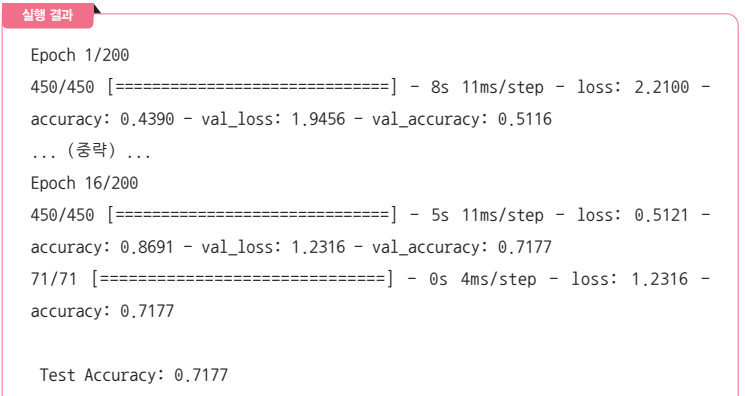 실행 결과
Epoch 1/200
450/450 [==============================] - 8s 11ms/step - loss: 2.2100 -
accuracy: 0.4390 - val_loss: 1.9456 - val_accuracy: 0.5116
... (중략) ...
Epoch 16/200
450/450 [==============================] - 5s 11ms/step - loss: 0.5121 -
accuracy: 0.8691 - val_loss: 1.2316 - val_accuracy: 0.7177
71/71 [==============================] - 0s 4ms/step - loss: 1.2316 -
accuracy: 0.7177
Test Accuracy: 0.7177